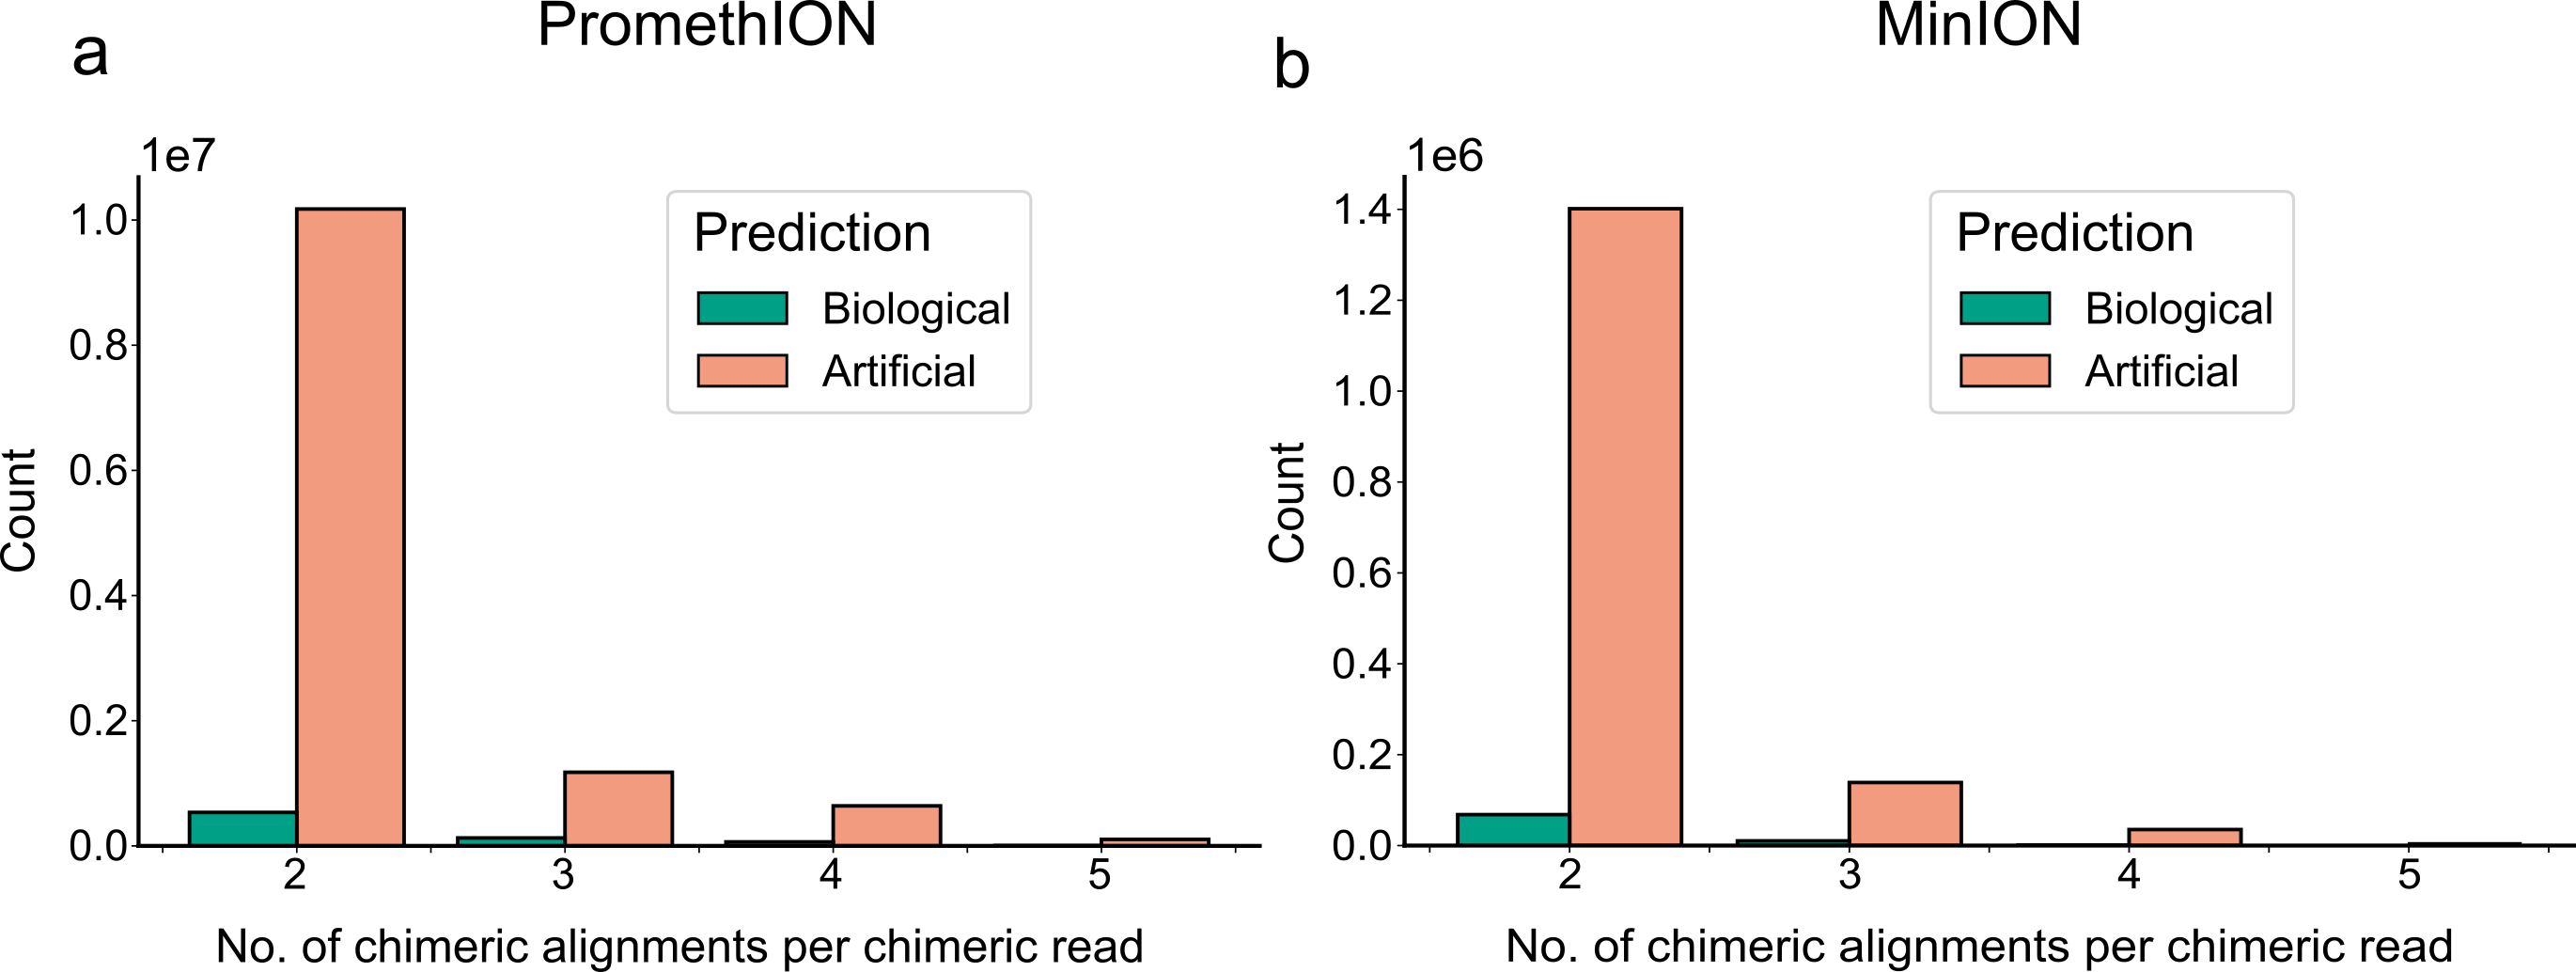 a
PromethION
1e7
1.0
0.8
0.6
0.4
0.2
0.0
Count
Prediction
Biological
Artificial
2 3 4 5
No. of chimeric alignments per chimeric read
b
MinION
1e6
1.4
1.2
1.0
0.8
0.6
0.4
0.2
0.0
Count
Prediction
Biological
Artificial
2 3 4 5
No. of chimeric alignments per chimeric read